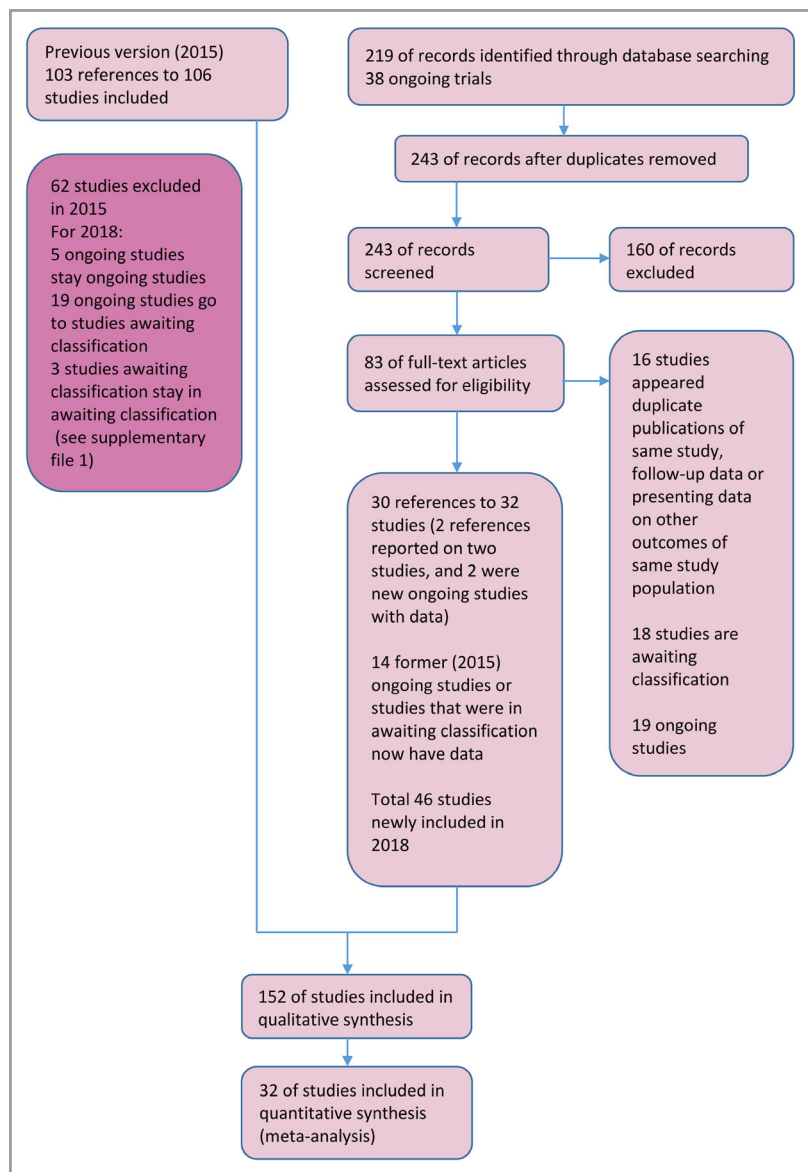 Previous version (2015)
103 references to 106
studies included
219 of records identified through database searching
38 ongoing trials
243 of records after duplicates removed
62 studies excluded
in 2015
For 2018:
5 ongoing studies
stay ongoing studies
19 ongoing studies go
to studies awaiting
classification
3 studies awaiting
classification stay in
awaiting classification
(see supplementary
file 1)
243 of records
screened
160 of records
excluded
83 of full-text articles
assessed for eligibility
16 studies
appeared
duplicate
publications of
same study,
follow-up data or
presenting data
on other
outcomes of
same study
population
18 studies are
awaiting
classification
19 ongoing
studies
30 references to 32
studies (2 references
reported on two
studies, and 2 were
new ongoing studies
with data)
14 former (2015)
ongoing studies or
studies that were in
awaiting classification
now have data
Total 46 studies
newly included in
2018
152 of studies included in
qualitative synthesis
32 of studies included in
quantitative synthesis
(meta-analysis)